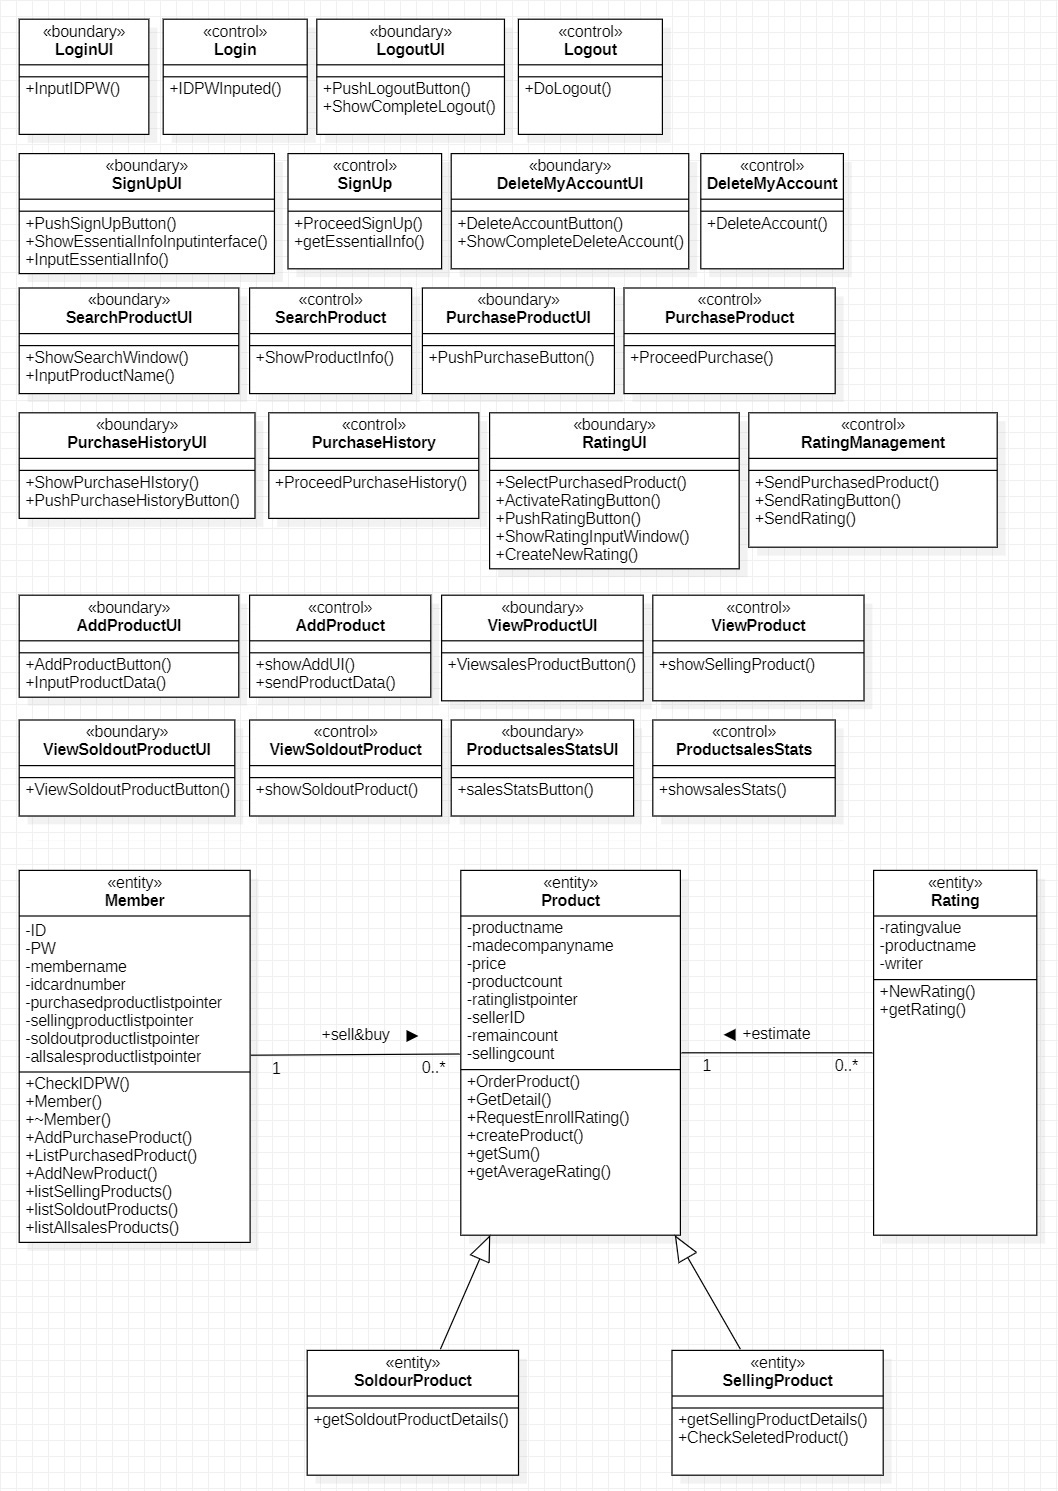 «boundary»
LoginUI
+InputIDPW()
«control»
Login
+IDPWInputed()
«boundary»
LogoutUI
+PushLogoutButton()
+ShowCompleteLogout()
«control»
Logout
+DoLogout()
«boundary»
SignUpUI
+PushSignUpButton()
+ShowEssentialInfoInputinterface()
+InputEssentialInfo()
«control»
SignUp
+ProceedSignUp()
+getEssentialInfo()
«boundary»
DeleteMyAccountUI
+DeleteAccountButton()
+ShowCompleteDeleteAccount()
«control»
DeleteMyAccount
+DeleteAccount()
«boundary»
SearchProductUI
+ShowSearchWindow()
+InputProductName()
«control»
SearchProduct
+ShowProductInfo()
«boundary»
PurchaseProductUI
+PushPurchaseButton()
«control»
PurchaseProduct
+ProceedPurchase()
«boundary»
PurchaseHistoryUI
+ShowPurchaseHIstory()
+PushPurchaseHistoryButton()
«control»
PurchaseHistory
+ProceedPurchaseHistory()
«boundary»
RatingUI
+SelectPurchasedProduct()
+ActivateRatingButton()
+PushRatingButton()
+ShowRatingInputWindow()
+CreateNewRating()
«control»
RatingManagement
+SendPurchasedProduct()
+SendRatingButton()
+SendRating()
«boundary»
AddProductUI
+AddProductButton()
+InputProductData()
«control»
AddProduct
+showAddUI()
+sendProductData()
«boundary»
ViewProductUI
+ViewsalesProductButton()
«control»
ViewProduct
+showSellingProduct()
«boundary»
ViewSoldoutProductUI
+ViewSoldoutProductButton()
«control»
ViewSoldoutProduct
+showSoldoutProduct()
«boundary»
ProductsalesStatsUI
+salesStatsButton()
«control»
ProductsalesStats
+showsalesStats()
«entity»
Member
-ID
-PW
-membername
-idcardnumber
-purchasedproductlistpointer
-sellingproductlistpointer
-soldoutproductlistpointer
-allsalesproductlistpointer
+CheckIDPW()
+Member()
+~Member()
+AddPurchaseProduct()
+ListPurchasedProduct()
+AddNewProduct()
+listSellingProducts()
+listSoldoutProducts()
+listAllsalesProducts()
+sell&buy ►
1
0..*
«entity»
Product
-productname
-madecompanyname
-price
-productcount
-ratinglistpointer
-sellerID
-remaincount
-sellingcount
+OrderProduct()
+GetDetail()
+RequestEnrollRating()
+createProduct()
+getSum()
+getAverageRating()
◄ +estimate
1
0..*
«entity»
Rating
-ratingvalue
-productname
-writer
+NewRating()
+getRating()
«entity»
SoldourProduct
+getSoldoutProductDetails()
«entity»
SellingProduct
+getSellingProductDetails()
+CheckSeletedProduct()